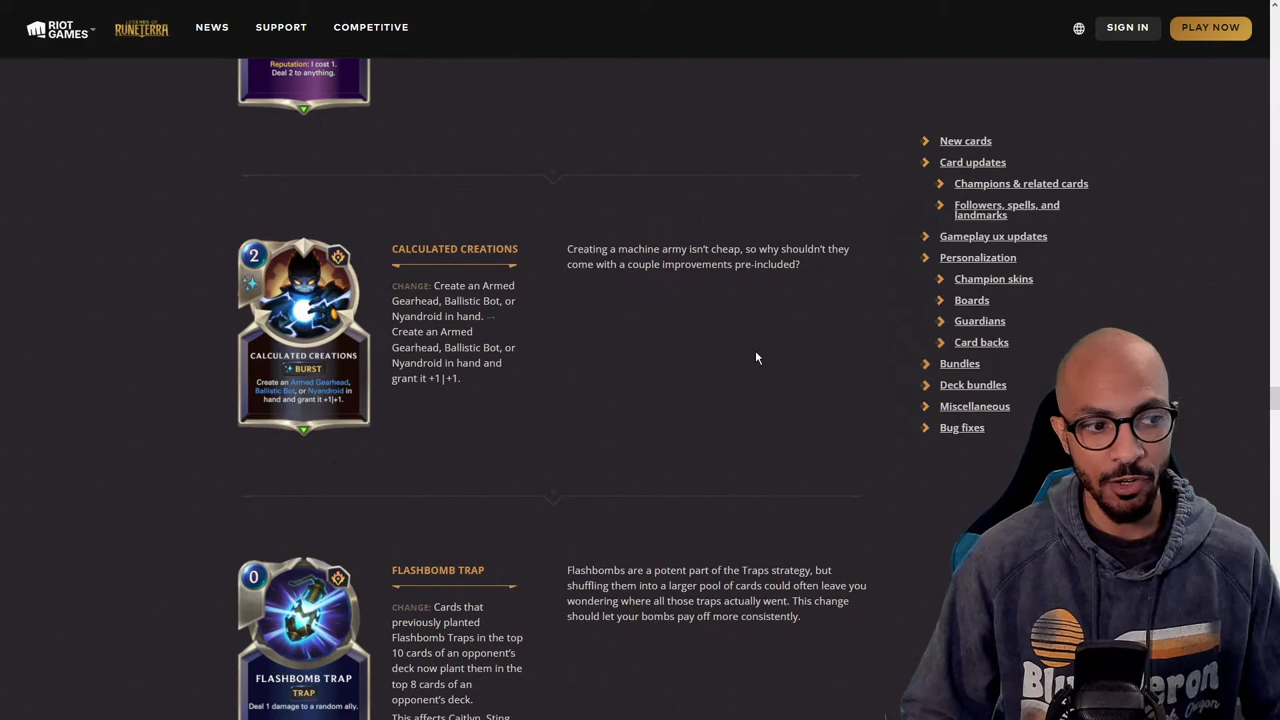 RIOT GAMES
LEGENDS OF RUNETERRA
NEWS
SUPPORT
COMPETITIVE
SIGN IN
PLAY NOW
Reputation: I cost 1.
Deal 2 to anything.
2
CALCULATED CREATIONS
BURST
Create an Armed Gearhead,
Ballistic Bot, or Nyandroid in
hand and grant it +1|+1.
CALCULATED CREATIONS
CHANGE: Create an Armed
Gearhead, Ballistic Bot, or
Nyandroid in hand. →
Create an Armed
Gearhead, Ballistic Bot, or
Nyandroid in hand and
grant it +1|+1.
Creating a machine army isn’t cheap, so why shouldn’t they
come with a couple improvements pre-included?
0
FLASHBOMB TRAP
TRAP
Deal 1 damage to a random ally.
FLASHBOMB TRAP
CHANGE: Cards that
previously planted
Flashbomb Traps in the top
10 cards of an opponent’s
deck now plant them in the
top 8 cards of an
opponent’s deck.
This affects Caitlyn, Sting
Flashbombs are a potent part of the Traps strategy, but
shuffling them into a larger pool of cards could often leave you
wondering where all those traps actually went. This change
should let your bombs pay off more consistently.
New cards
Card updates
Champions & related cards
Followers, spells, and
landmarks
Gameplay ux updates
Personalization
Champion skins
Boards
Guardians
Card backs
Bundles
Deck bundles
Miscellaneous
Bug fixes